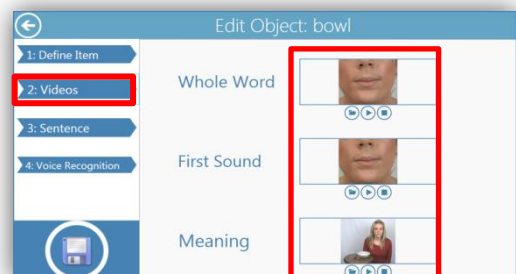 Edit Object: bowl
1: Define Item
2: Videos
3: Sentence
4: Voice Recognition
Whole Word
First Sound
Meaning